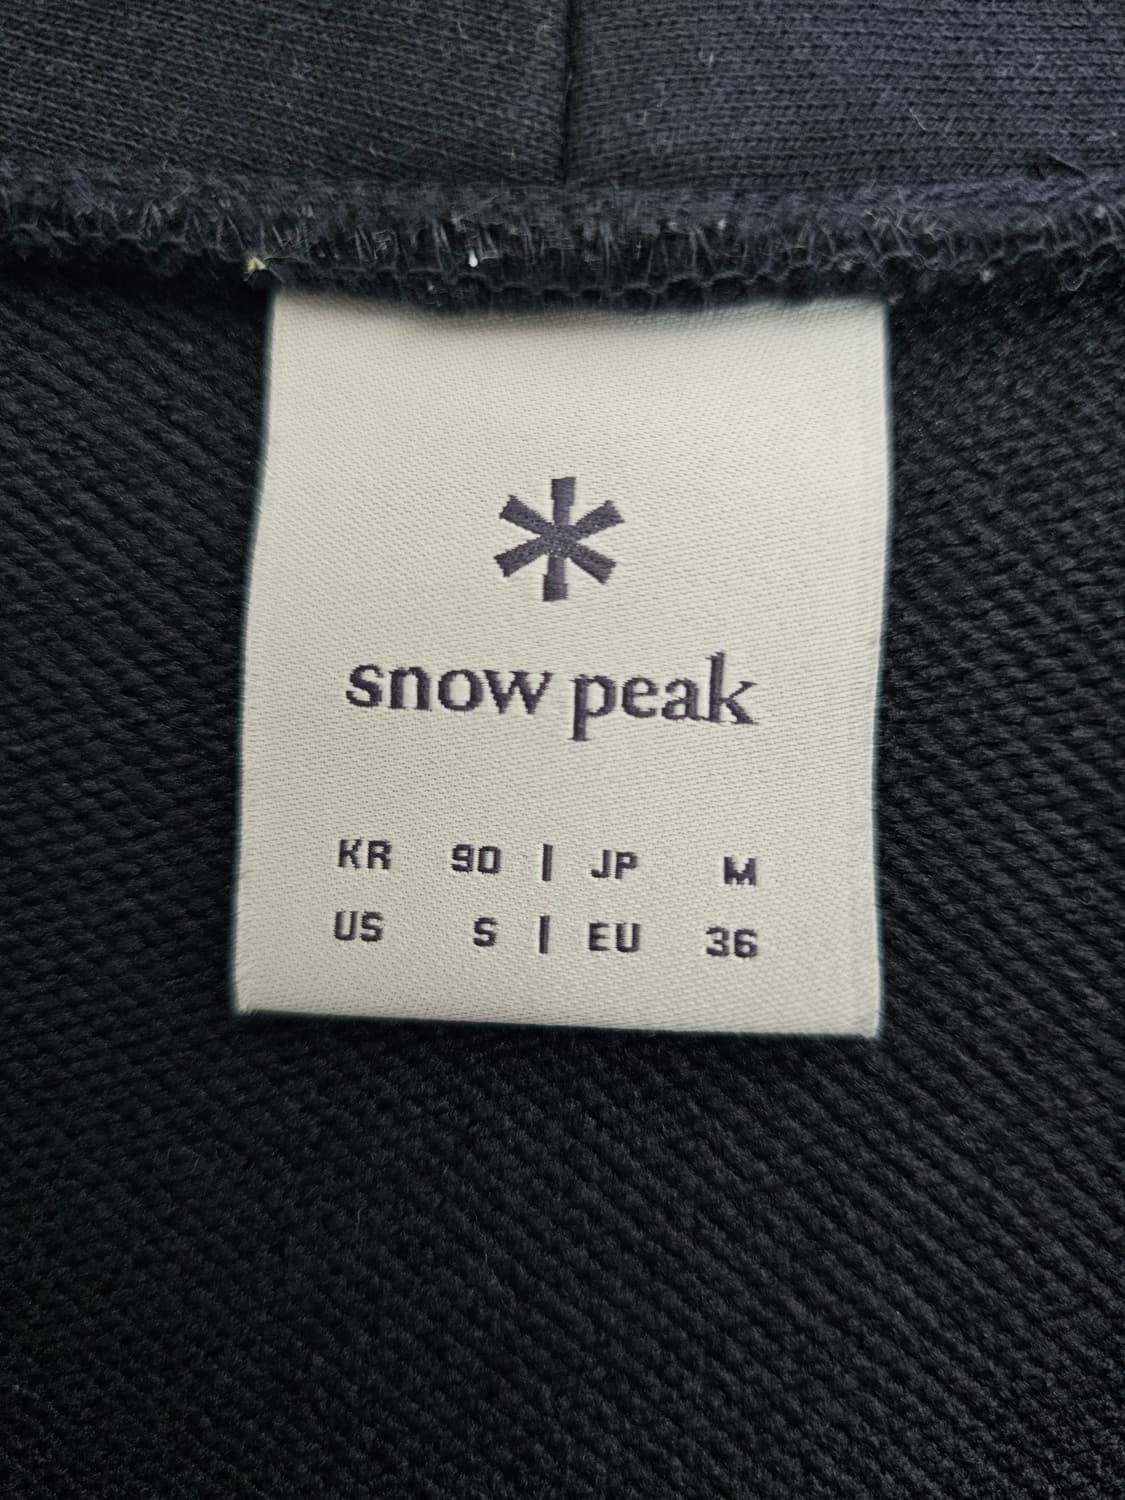 snow peak
KR 90 | JP M
US S | EU 36